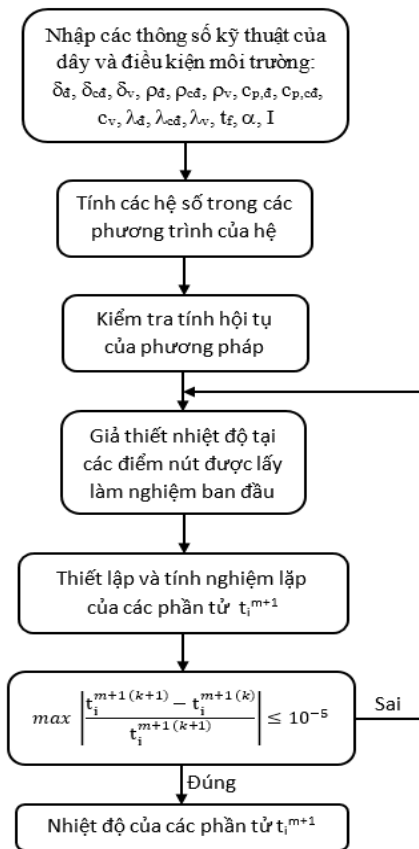 Nhập các thông số kỹ thuật của
dây và điều kiện môi trường:
δđ, δcđ, δv, ρđ, ρcđ, ρv, cp,đ, cp,cđ,
cv, λđ, λcđ, λv, tf, α, I
Tính các hệ số trong các
phương trình của hệ
Kiểm tra tính hội tụ
của phương pháp
Giả thiết nhiệt độ tại
các điểm nút được lấy
làm nghiệm ban đầu
Thiết lập và tính nghiệm lặp
của các phần tử tᵢᵐ⁺¹
max |(tᵢ^{m+1 (k+1)} − tᵢ^{m+1 (k)}) / tᵢ^{m+1 (k+1)}| ≤ 10⁻⁵
Sai
Đúng
Nhiệt độ của các phần tử tᵢᵐ⁺¹